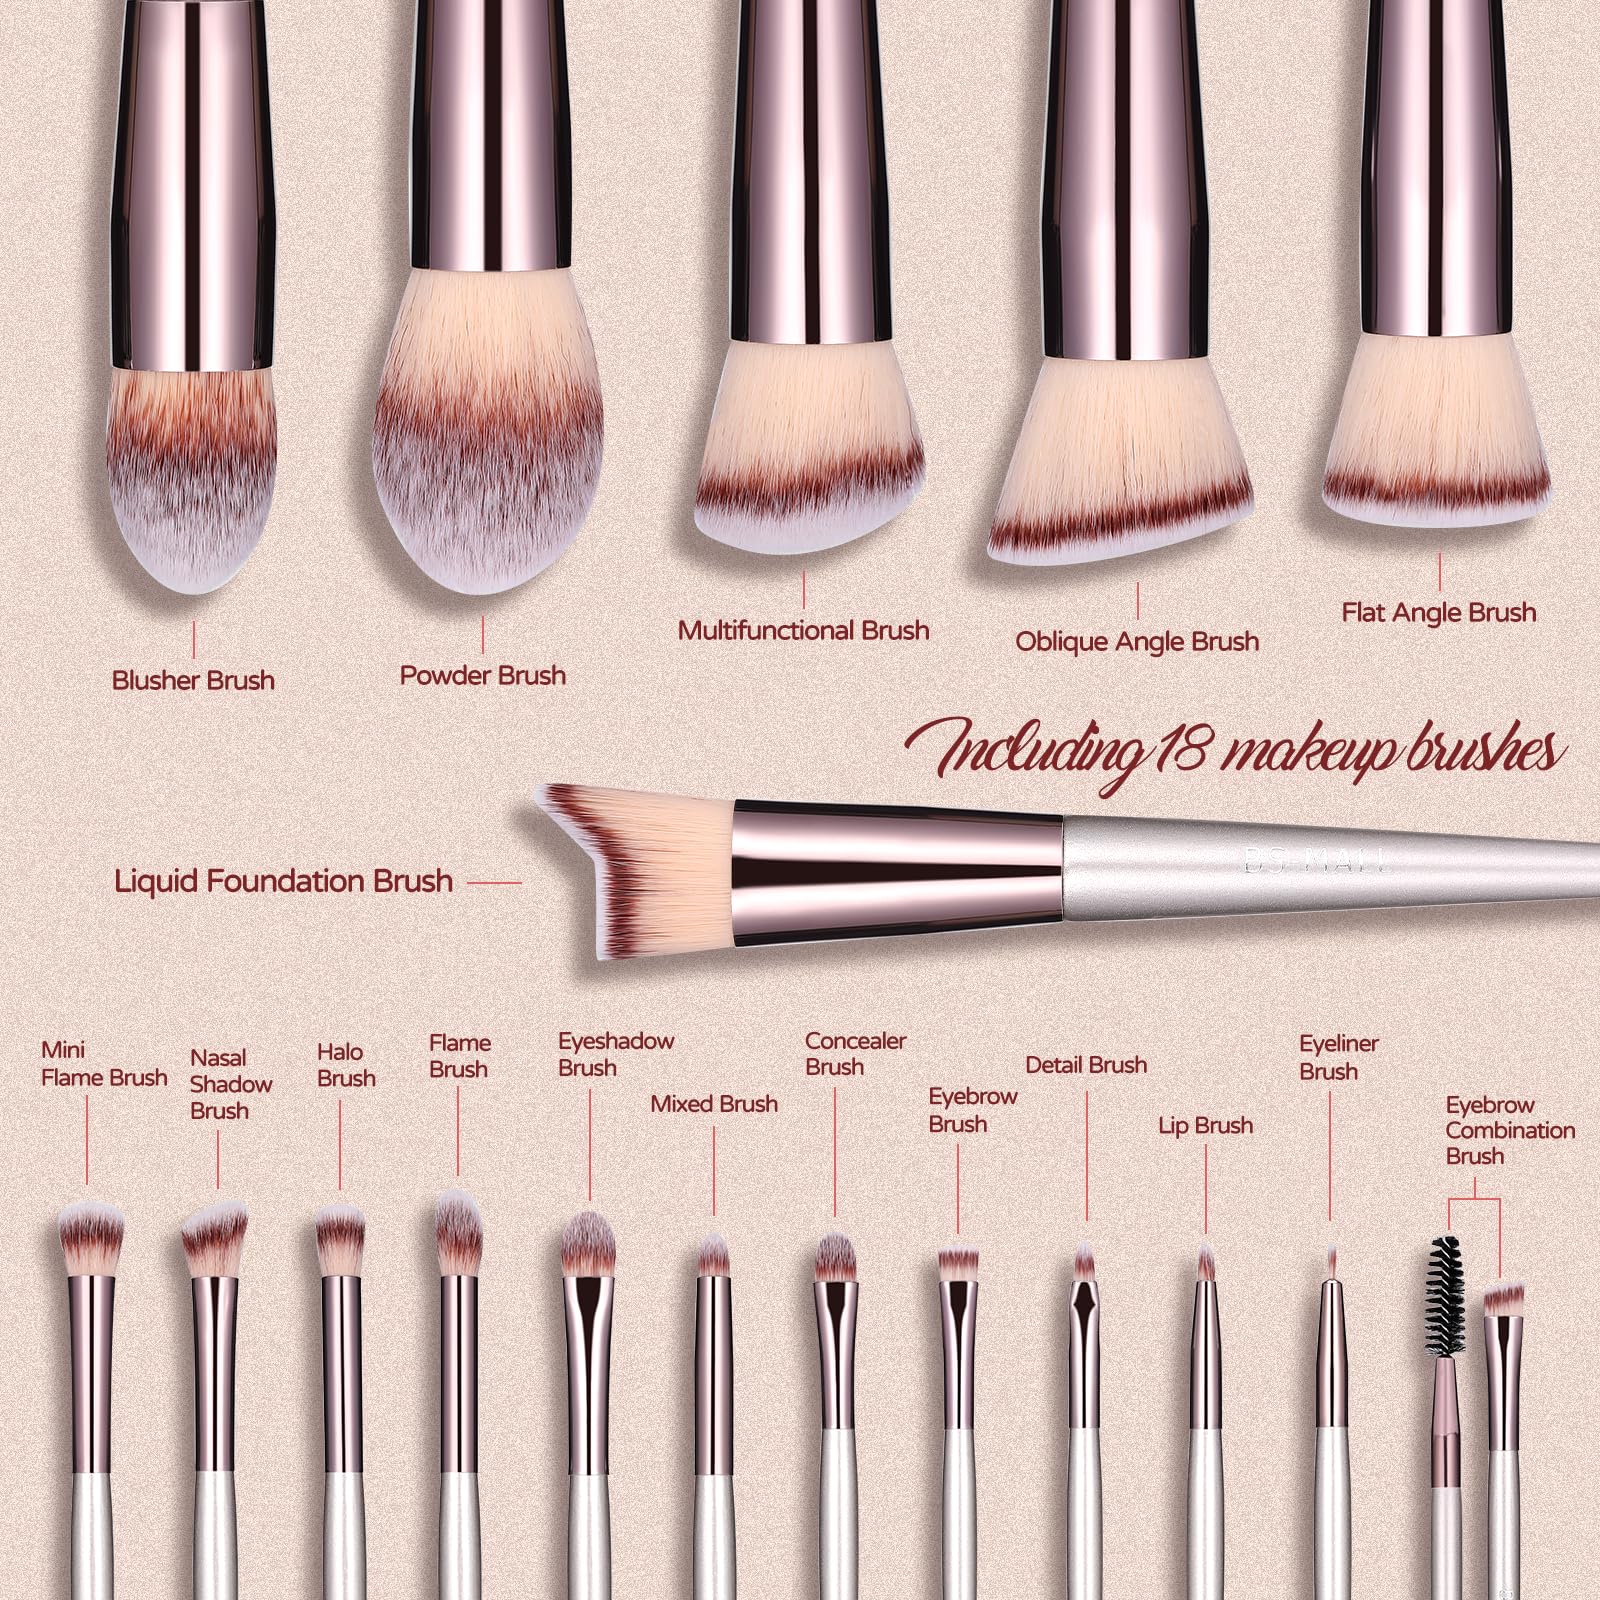 Blusher Brush
Powder Brush
Multifunctional Brush
Oblique Angle Brush
Flat Angle Brush
Including 18 makeup brushes
BS-MALL
Liquid Foundation Brush
Mini
Flame Brush
Nasal
Shadow
Brush
Halo
Brush
Flame
Brush
Eyeshadow
Brush
Mixed Brush
Concealer
Brush
Eyebrow
Brush
Detail Brush
Lip Brush
Eyeliner
Brush
Eyebrow
Combination
Brush